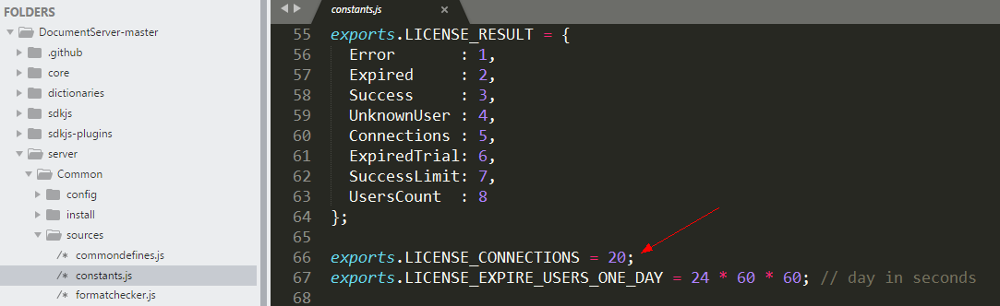 FOLDERS
DocumentServer-master
.github
core
dictionaries
sdkjs
sdkjs-plugins
server
Common
config
install
sources
/* commondefines.js
/* constants.js
/* formatchecker.js
constants.js ×
55 exports.LICENSE_RESULT = {
56 Error : 1,
57 Expired : 2,
58 Success : 3,
59 UnknownUser : 4,
60 Connections : 5,
61 ExpiredTrial: 6,
62 SuccessLimit: 7,
63 UsersCount : 8
64 };
65
66 exports.LICENSE_CONNECTIONS = 20;
67 exports.LICENSE_EXPIRE_USERS_ONE_DAY = 24 * 60 * 60; // day in seconds
68